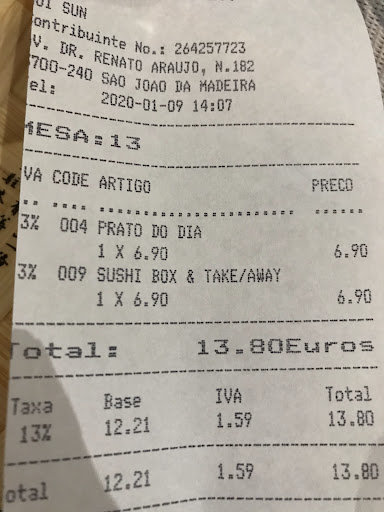 UI SUN
ontribuinte No.: 264257723
V. DR. RENATO ARAUJO, N.182
700-240 SAO JOAO DA MADEIRA
el:
2020-01-09 14:07
MESA:13
VA CODE ARTIGO PRECO
3% 004 PRATO DO DIA
1 X 6.90 6.90
3% 009 SUSHI BOX & TAKE/AWAY
1 X 6.90 6.90
Total: 13.80Euros
Taxa Base IVA Total
13% 12.21 1.59 13.80
otal 12.21 1.59 13.80